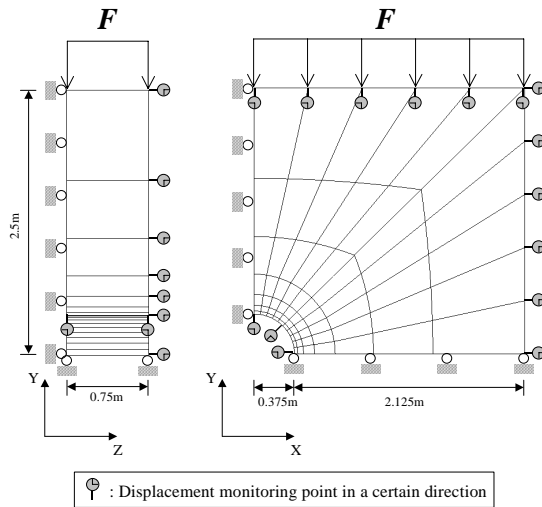 F
F
2.5m
Y
0.75m
Z
Y
0.375m
2.125m
X
: Displacement monitoring point in a certain direction